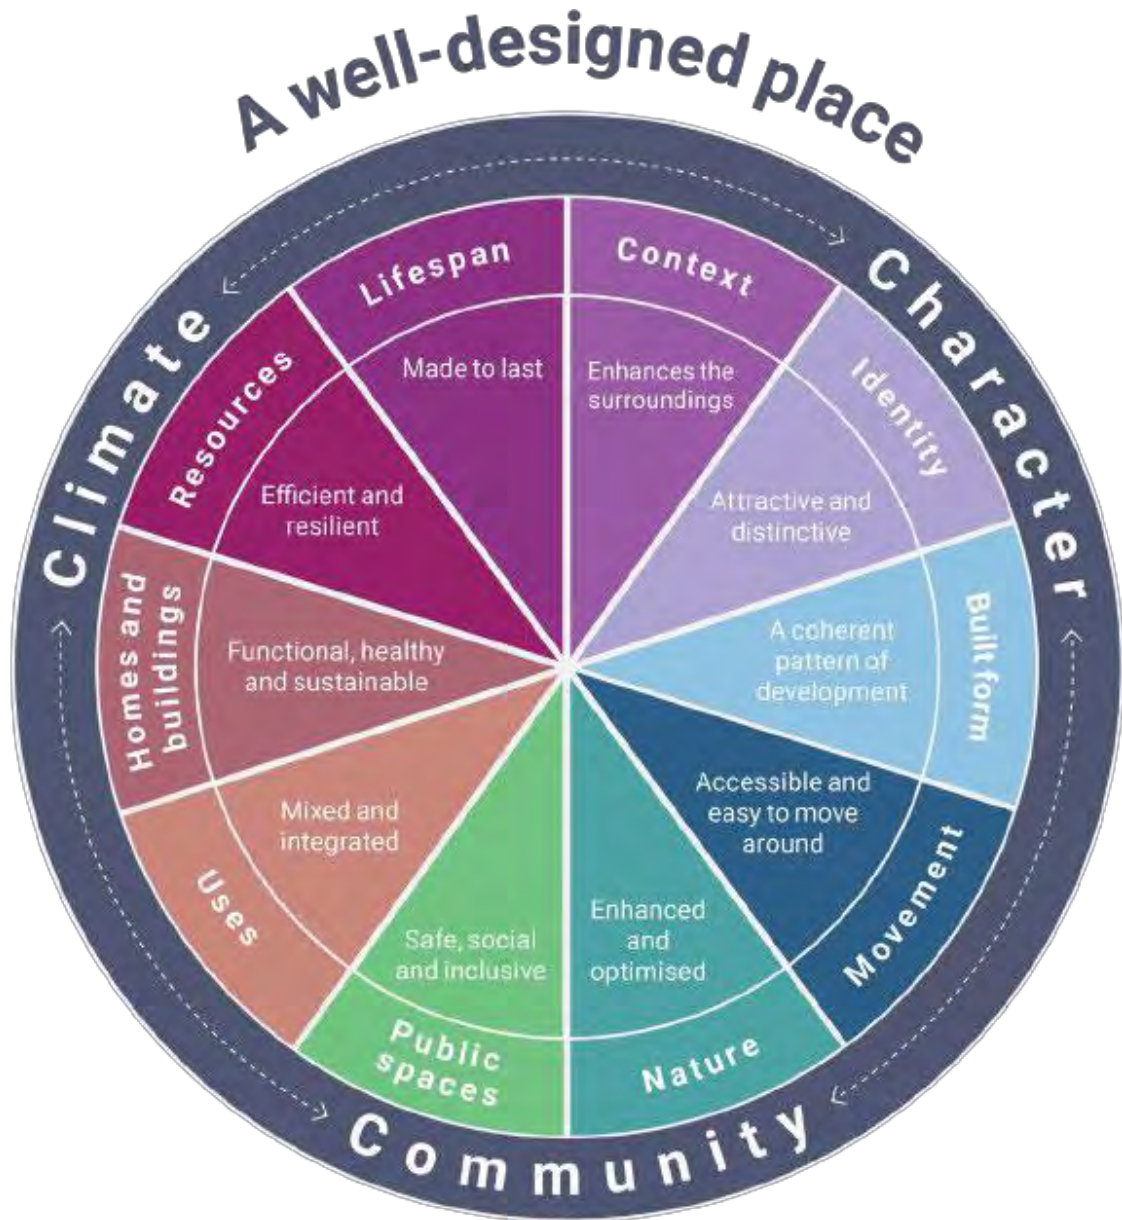 A well-designed place
Climate
Character
Community
Context
Enhances the
surroundings
Identity
Attractive and
distinctive
Built form
A coherent
pattern of
development
Movement
Accessible and
easy to move
around
Nature
Enhanced
and
optimised
Public
spaces
Safe, social
and inclusive
Uses
Mixed and
integrated
Homes and
buildings
Functional, healthy
and sustainable
Resources
Efficient and
resilient
Lifespan
Made to last